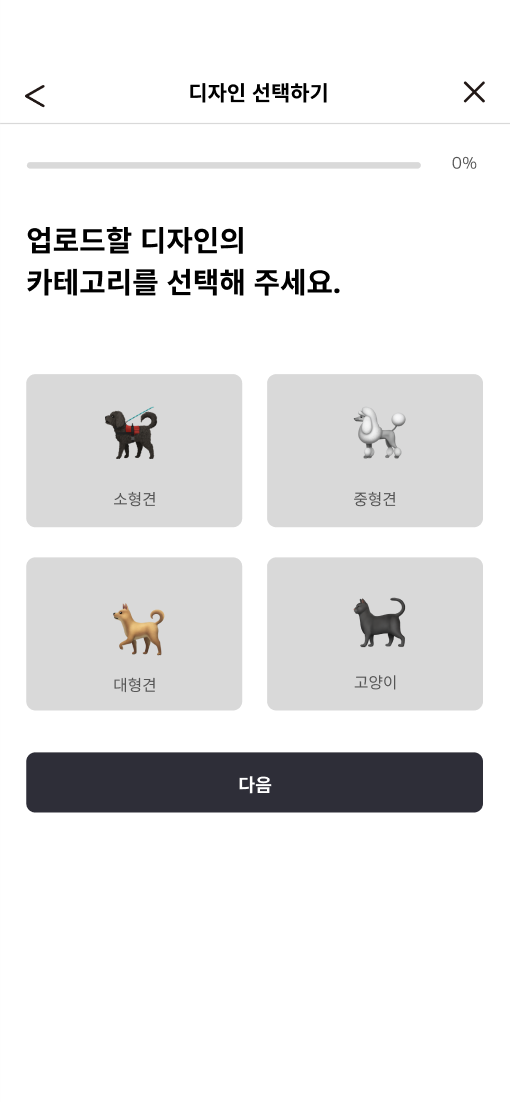 디자인 선택하기
0%
업로드할 디자인의
카테고리를 선택해 주세요.
소형견
중형견
대형견
고양이
다음